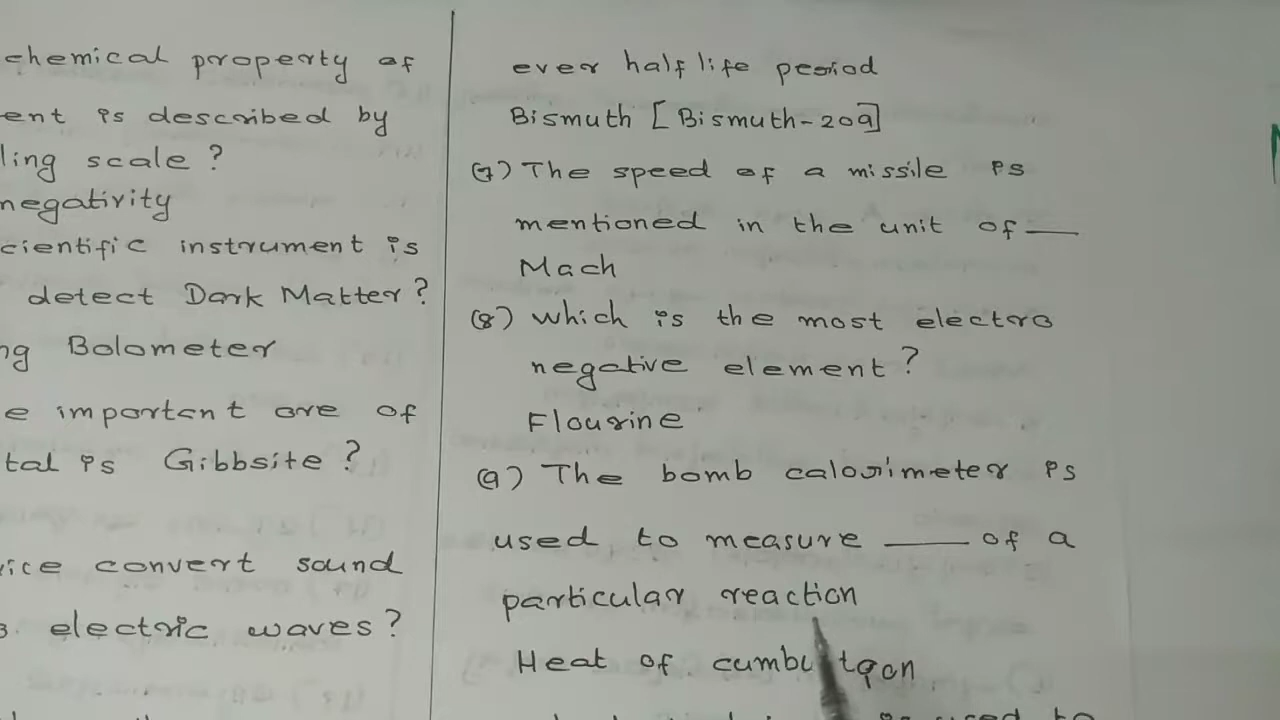 chemical property of
ent is described by
ling scale?
negativity
cientific instrument is
detect Dark Matter?
ng Bolometer
e important ore of
tal is Gibbsite?
ice convert sound
electric waves?
ever half life period
Bismuth [Bismuth-209]
(7) The speed of a missile is
mentioned in the unit of __
Mach
(8) which is the most electro
negative element?
Flourine
(9) The bomb calorimeter is
used to measure ___ of a
particular reaction
Heat of
used to